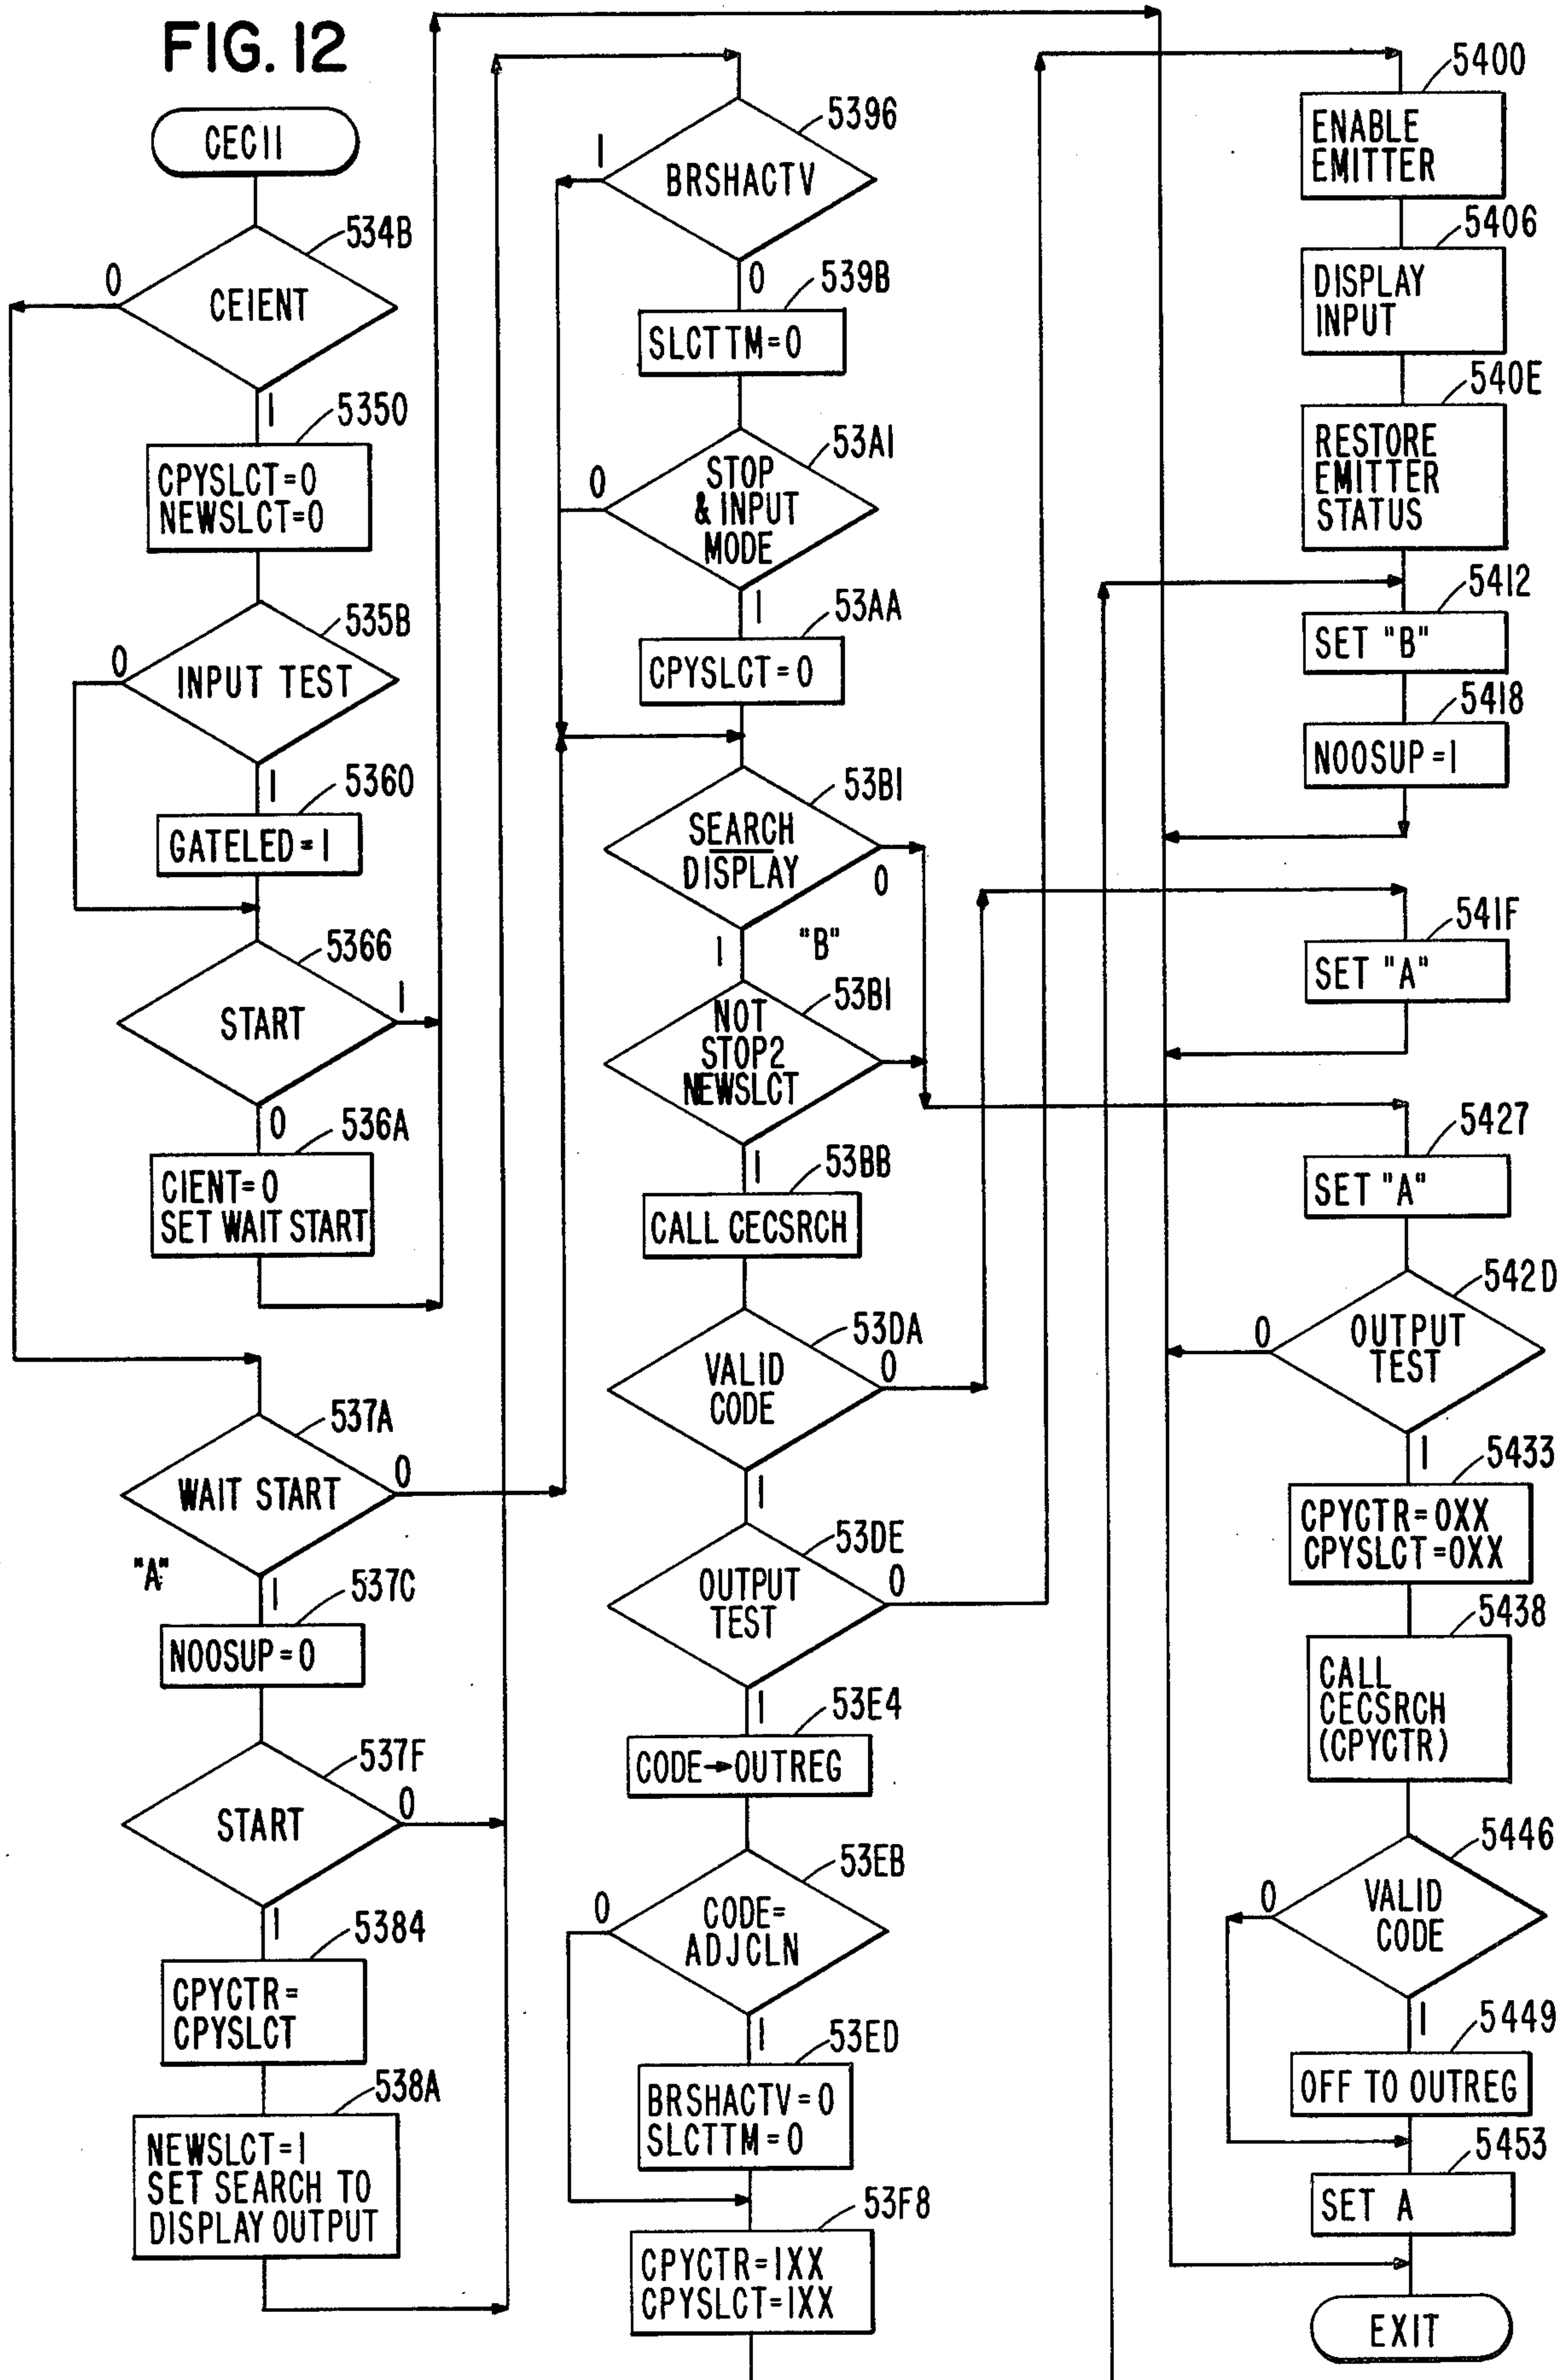 FIG. 12
CEC11
534B
0
CEIENT
1
5350
CPYSLCT=0
NEWSLCT=0
535B
0
INPUT TEST
1
5360
GATELED=1
5366
1
START
0
536A
CIENT=0
SET WAIT START
537A
WAIT START
0
"A"
1
537C
NOOSUP=0
537F
START
0
1
5384
CPYCTR=
CPYSLCT
538A
NEWSLCT=1
SET SEARCH TO
DISPLAY OUTPUT
5396
1
BRSHACTV
0
539B
SLCTTM=0
53A1
0
STOP
& INPUT
MODE
1
53AA
CPYSLCT=0
53B1
SEARCH
DISPLAY
0
1
"B"
53B1
NOT
STOP2
NEWSLCT
1
53BB
CALL CECSRCH
53DA
VALID
CODE
0
1
53DE
OUTPUT
TEST
0
1
53E4
CODE→OUTREG
53EB
0
CODE=
ADJCLN
1
53ED
BRSHACTV=0
SLCTTM=0
53F8
CPYCTR=1XX
CPYSLCT=1XX
5400
ENABLE
EMITTER
5406
DISPLAY
INPUT
540E
RESTORE
EMITTER
STATUS
5412
SET "B"
5418
NOOSUP=1
541F
SET "A"
5427
SET "A"
542D
0
OUTPUT
TEST
1
5433
CPYCTR=0XX
CPYSLCT=0XX
5438
CALL
CECSRCH
(CPYCTR)
5446
0
VALID
CODE
1
5449
OFF TO OUTREG
5453
SET A
EXIT